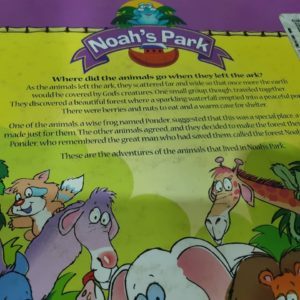 Noah's Park
Where did the animals go when they left the ark?
As the animals left the ark, they scattered far and wide so that once more the earth
would be covered by God's creatures. One small group, though, traveled together
They discovered a beautiful forest where a sparkling waterfall emptied into a peaceful po
There were berries and nuts to eat and a warm cave for shelter.
One of the animals, a wise frog, named Ponder, suggested that this was a special place, a
made just for them. The other animals agreed, and they decided to make the forest the
Ponder, who remembered the great man who had saved them, called the forest Noah
These are the adventures of the animals that lived in Noah's Park.